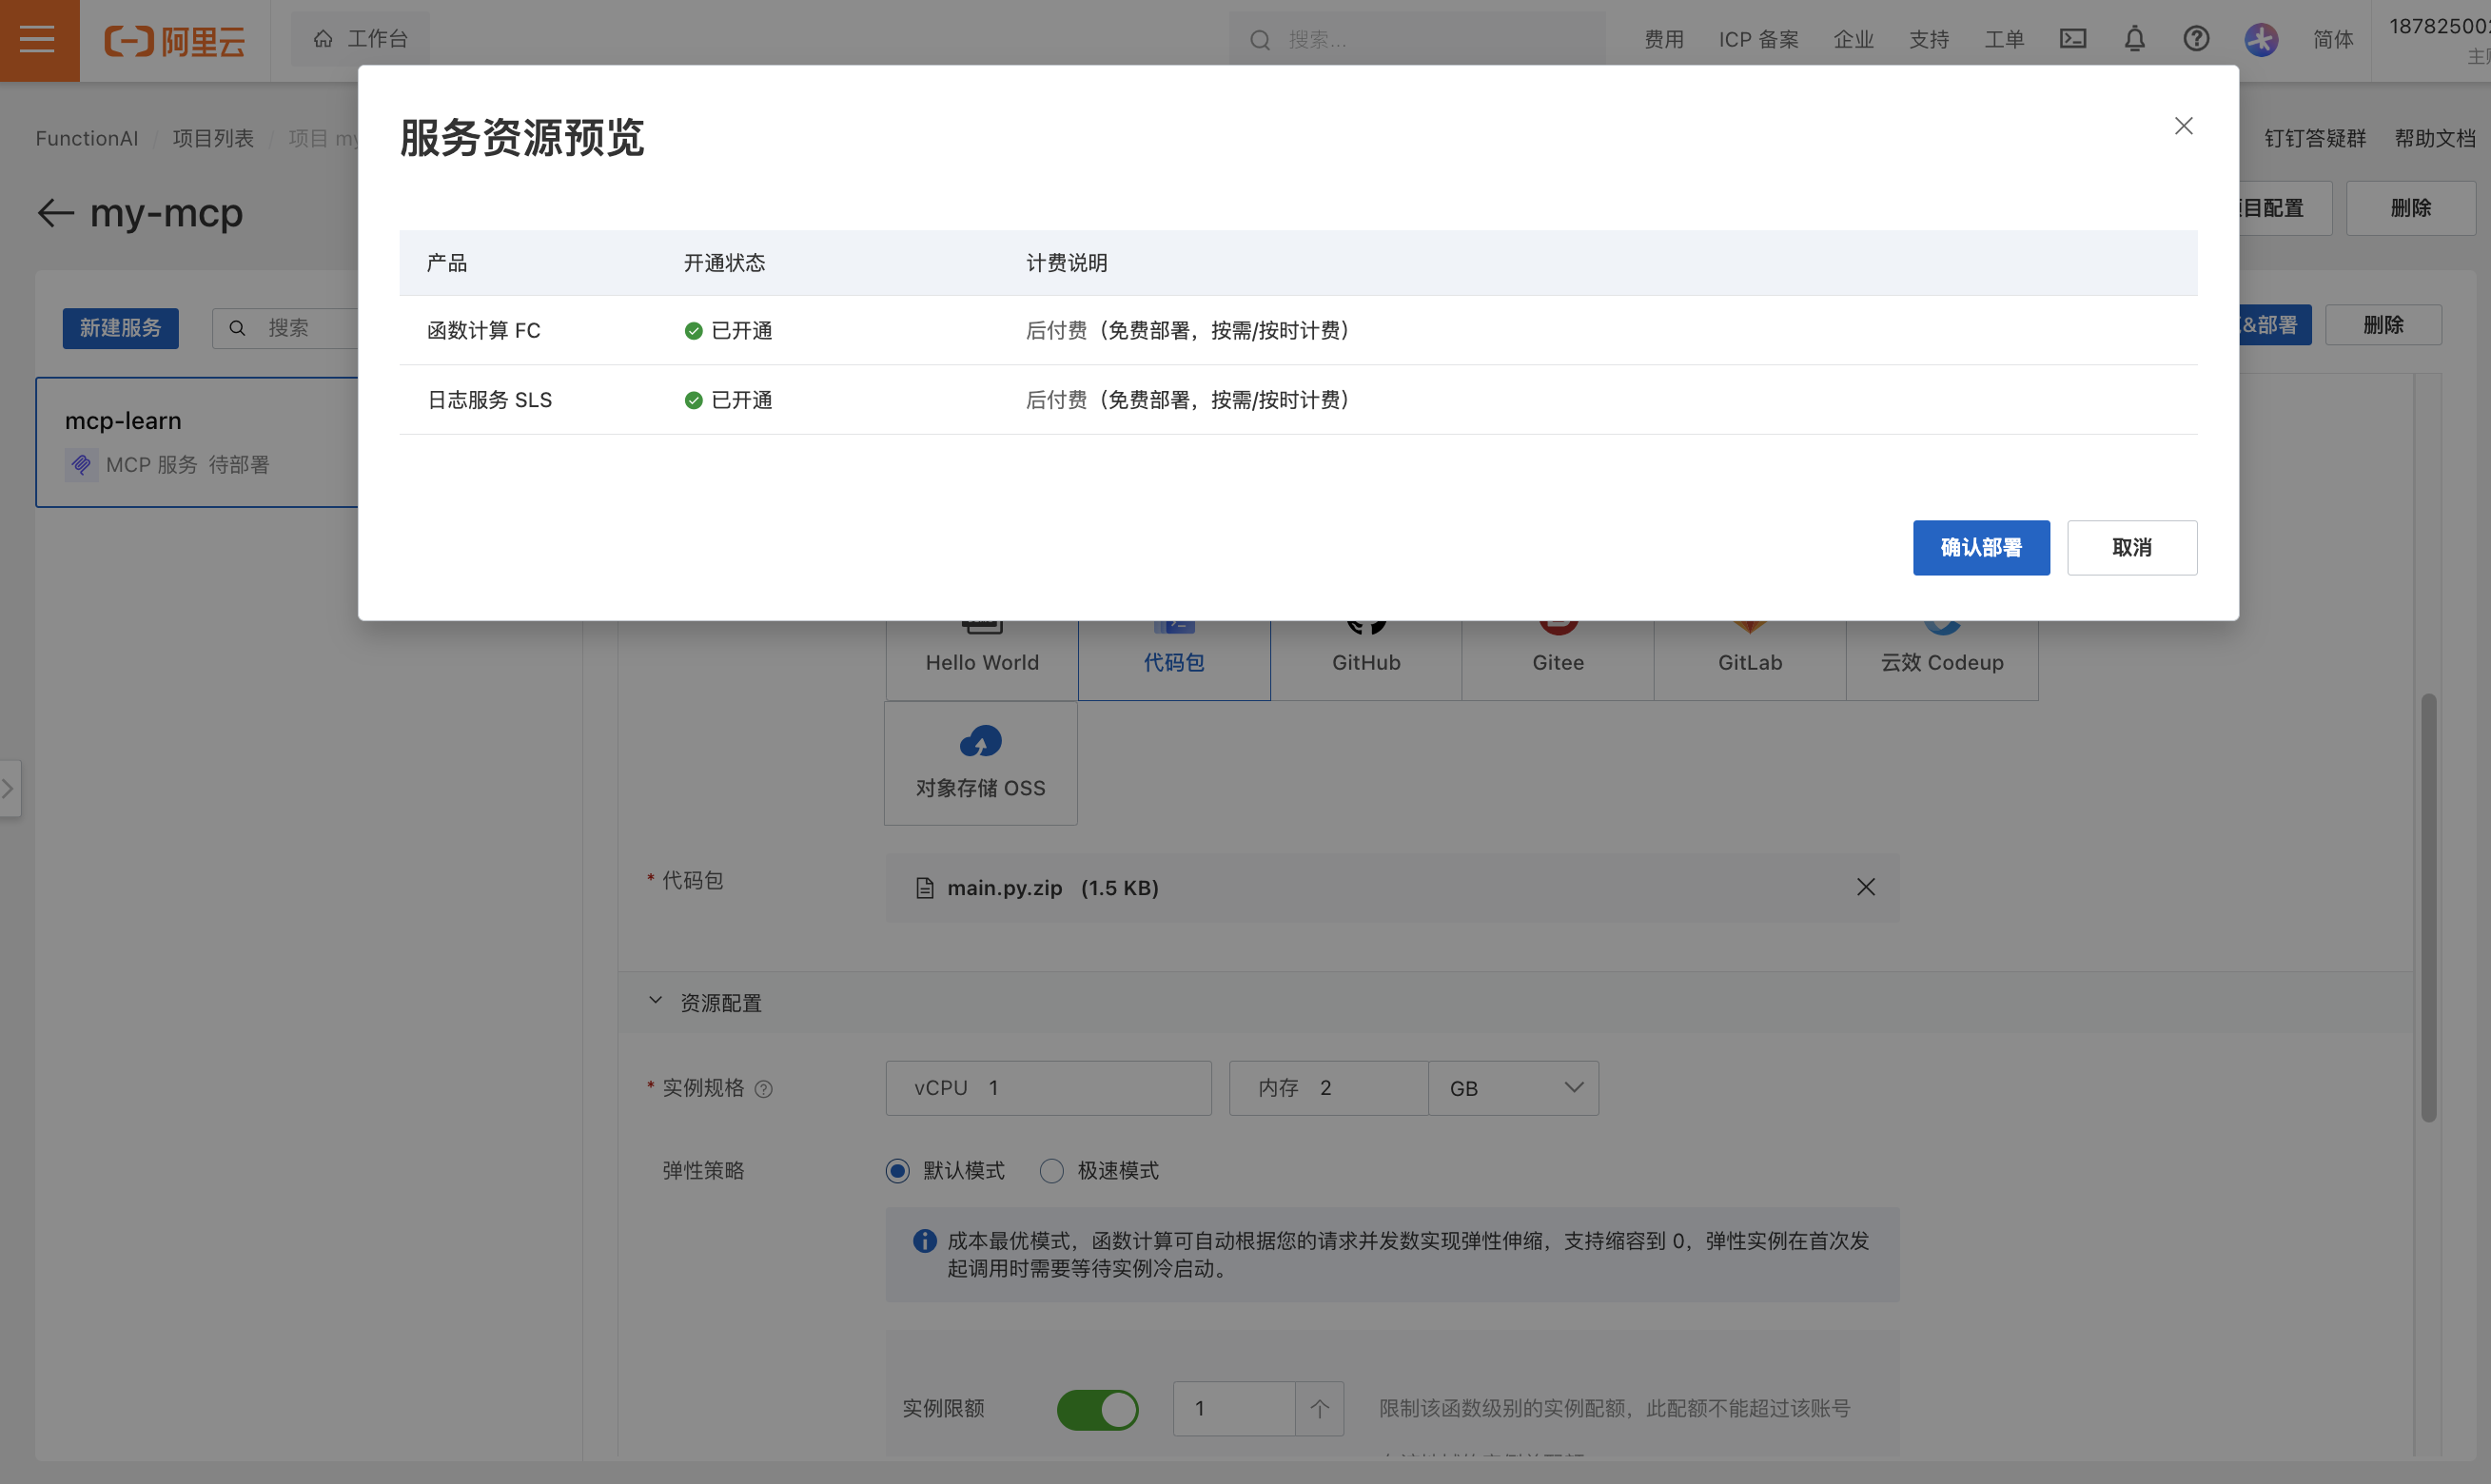 阿里云
工作台
搜索...
费用
ICP 备案
企业
支持
工单
简体
FunctionAI / 项目列表 / 项目 my
钉钉答疑群
帮助文档
my-mcp
目配置
删除
新建服务
搜索
&部署
删除
mcp-learn
MCP 服务 待部署
服务资源预览
产品 开通状态 计费说明
函数计算 FC 已开通 后付费（免费部署，按需/按时计费）
日志服务 SLS 已开通 后付费（免费部署，按需/按时计费）
确认部署
取消
Hello World
代码包
GitHub
Gitee
GitLab
云效 Codeup
对象存储 OSS
* 代码包
main.py.zip (1.5 KB)
资源配置
* 实例规格
vCPU 1
内存 2
GB
弹性策略
默认模式
极速模式
成本最优模式，函数计算可自动根据您的请求并发数实现弹性伸缩，支持缩容到 0，弹性实例在首次发
起调用时需要等待实例冷启动。
实例限额
1
个
限制该函数级别的实例配额，此配额不能超过该账号